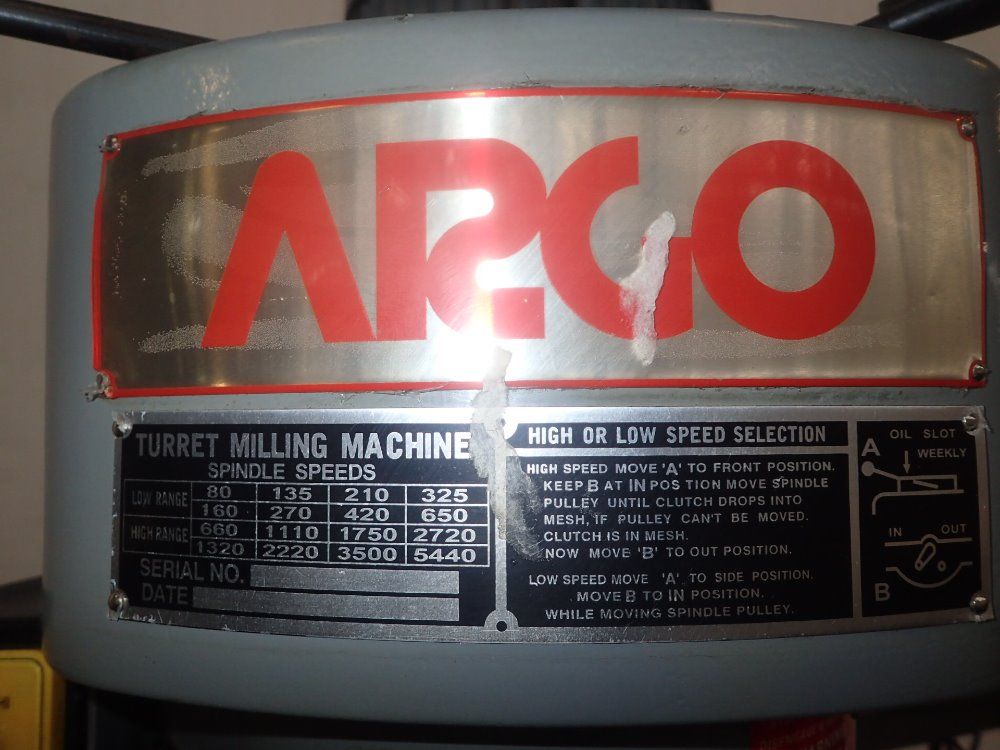 ARGO
TURRET MILLING MACHINE
SPINDLE SPEEDS
LOW RANGE 80 135 210 325
160 270 420 650
HIGH RANGE 660 1110 1750 2720
1320 2220 3500 5440
SERIAL NO.
DATE
HIGH OR LOW SPEED SELECTION
HIGH SPEED MOVE 'A' TO FRONT POSITION.
KEEP B AT IN POS TION MOVE SPINDLE
PULLEY UNTIL CLUTCH DROPS INTO
MESH, IF PULLEY CAN'T BE MOVED.
CLUTCH IS IN MESH.
NOW MOVE 'B' TO OUT POSITION.
LOW SPEED MOVE 'A' TO SIDE POSITION.
MOVE B TO IN POSITION.
WHILE MOVING SPINDLE PULLEY.
A
OIL SLOT
WEEKLY
IN OUT
B